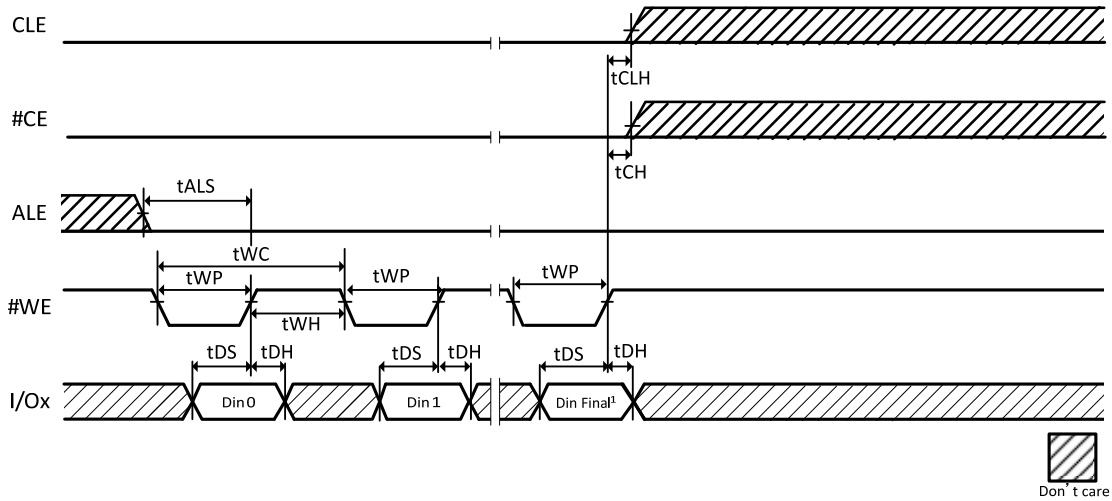 CLE
tCLH
#CE
tCH
tALS
ALE
tWC
tWP
tWP
tWP
#WE
tWH
tDS
tDH
tDS
tDH
tDS
tDH
I/Ox
Din 0
Din 1
Din Final¹
Don't care